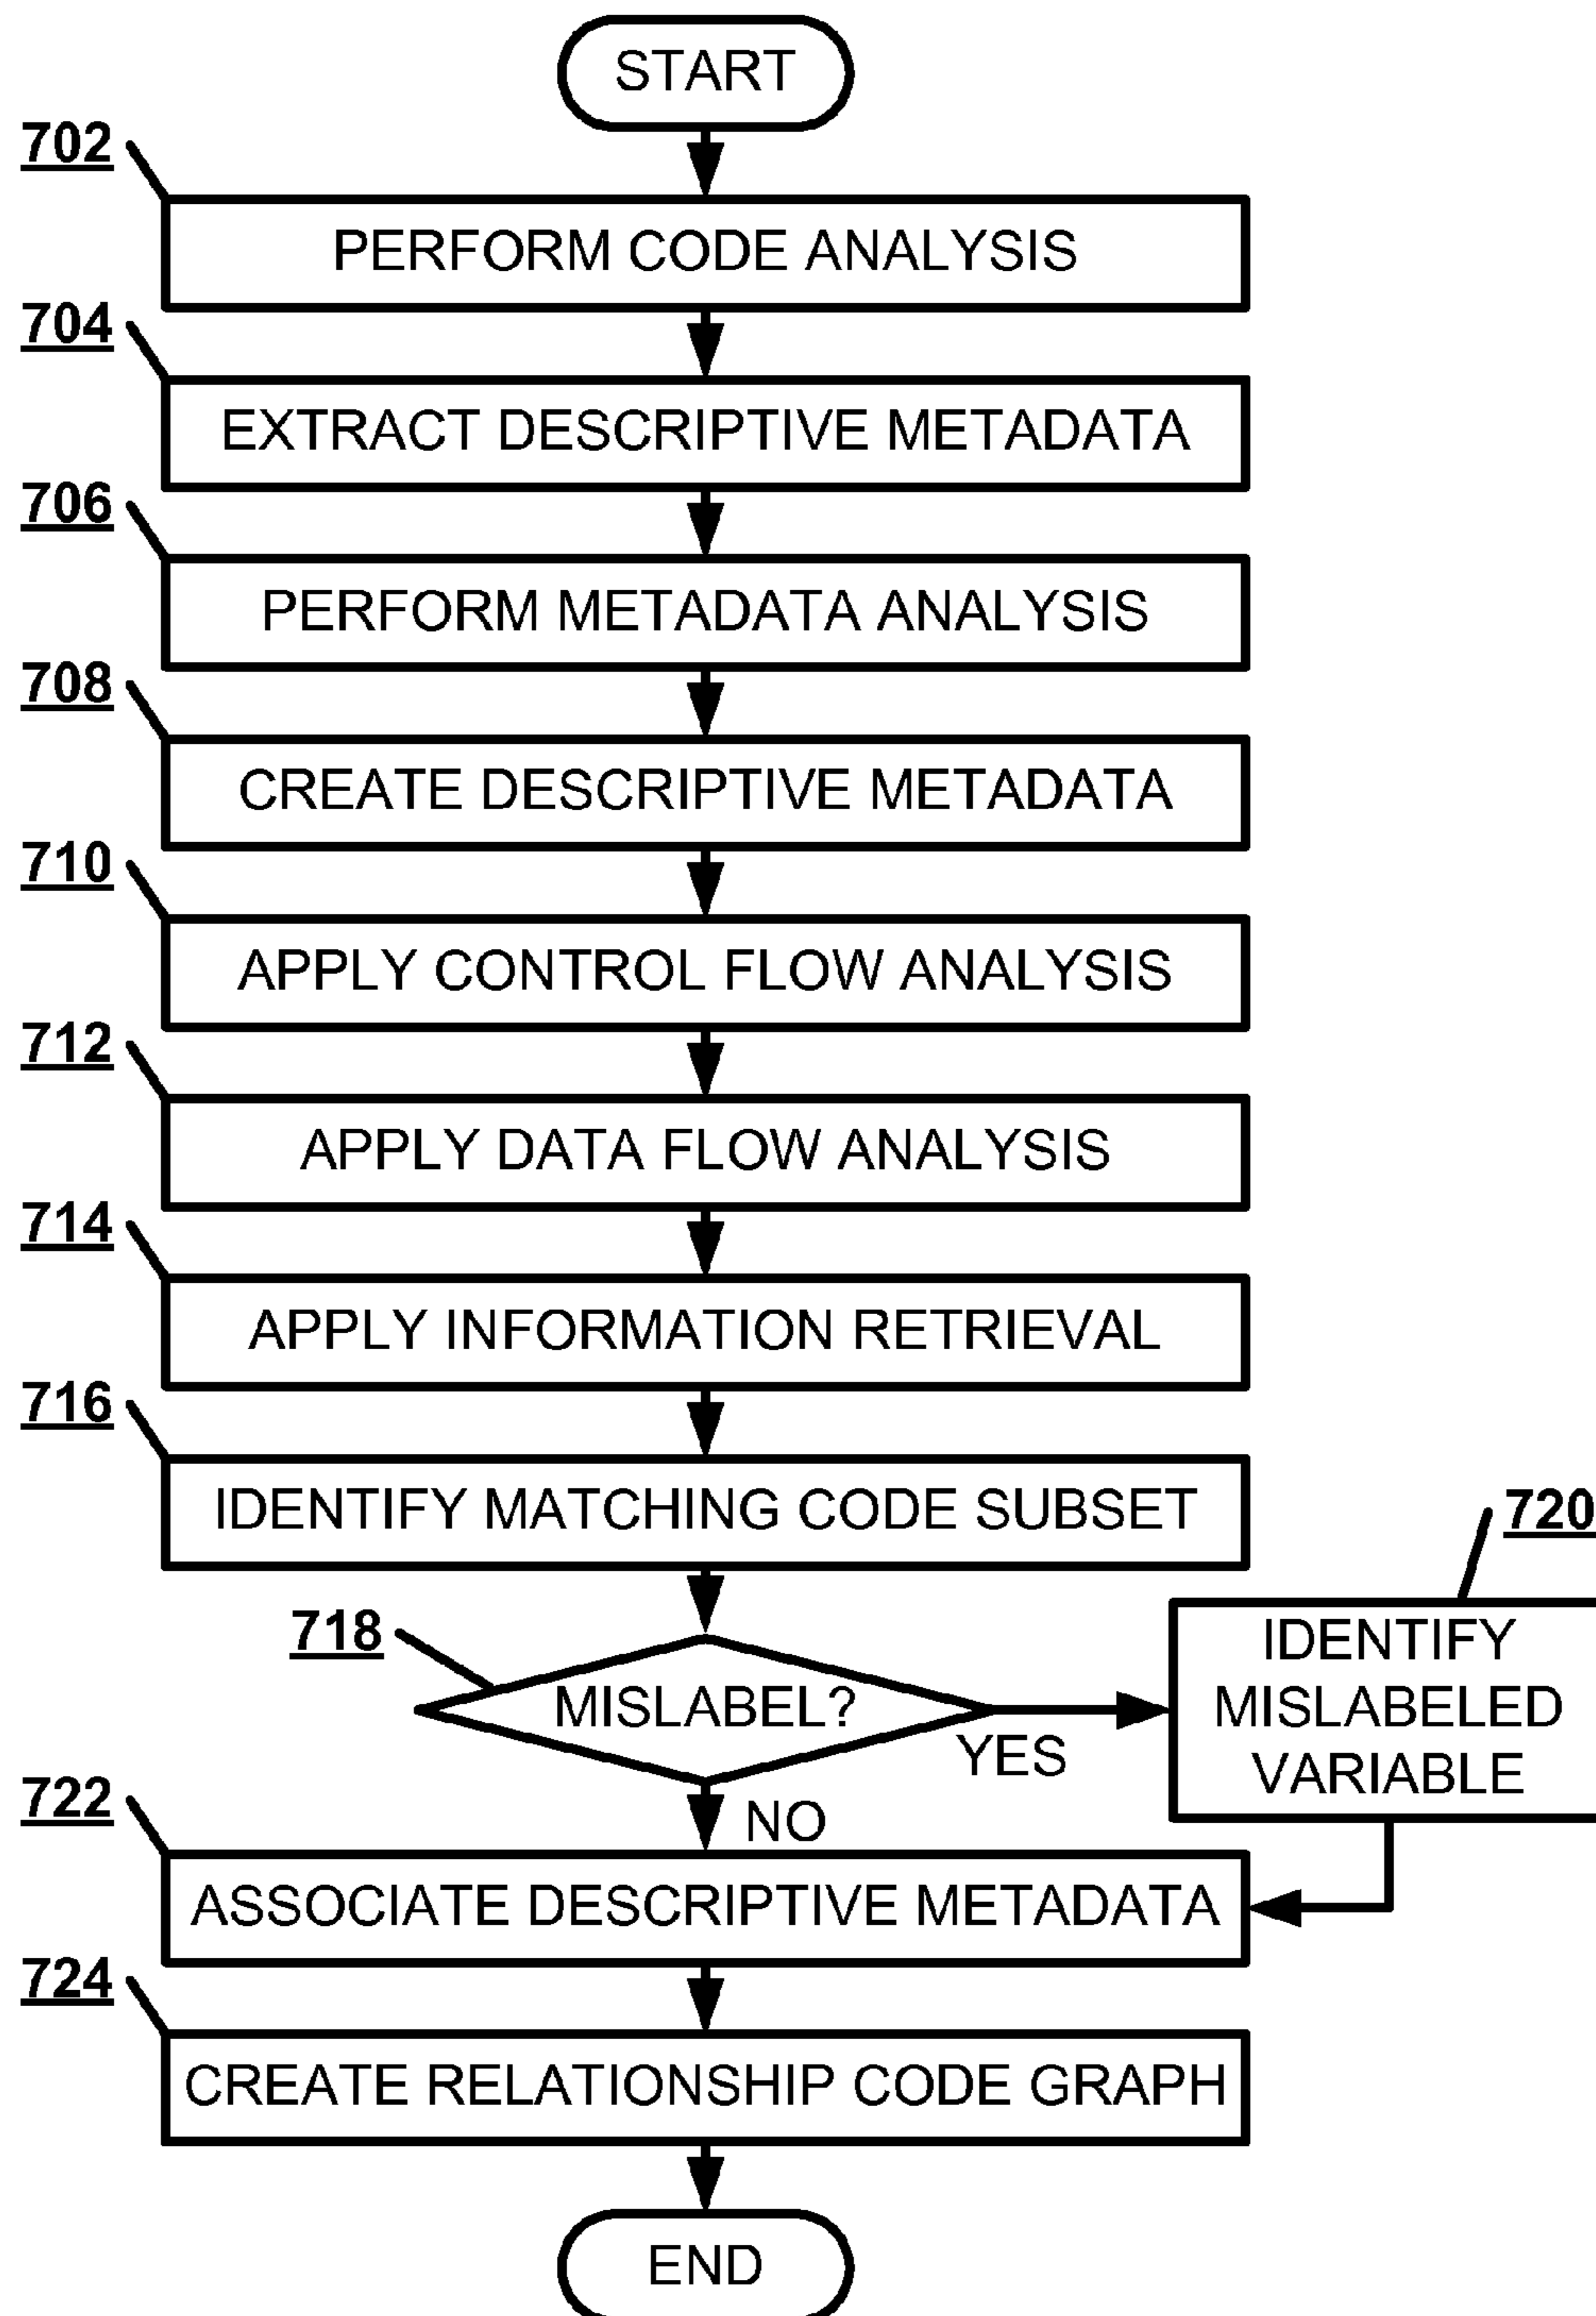 START
702
PERFORM CODE ANALYSIS
704
EXTRACT DESCRIPTIVE METADATA
706
PERFORM METADATA ANALYSIS
708
CREATE DESCRIPTIVE METADATA
710
APPLY CONTROL FLOW ANALYSIS
712
APPLY DATA FLOW ANALYSIS
714
APPLY INFORMATION RETRIEVAL
716
IDENTIFY MATCHING CODE SUBSET
718
MISLABEL?
YES
720
IDENTIFY
MISLABELED
VARIABLE
NO
722
ASSOCIATE DESCRIPTIVE METADATA
724
CREATE RELATIONSHIP CODE GRAPH
END